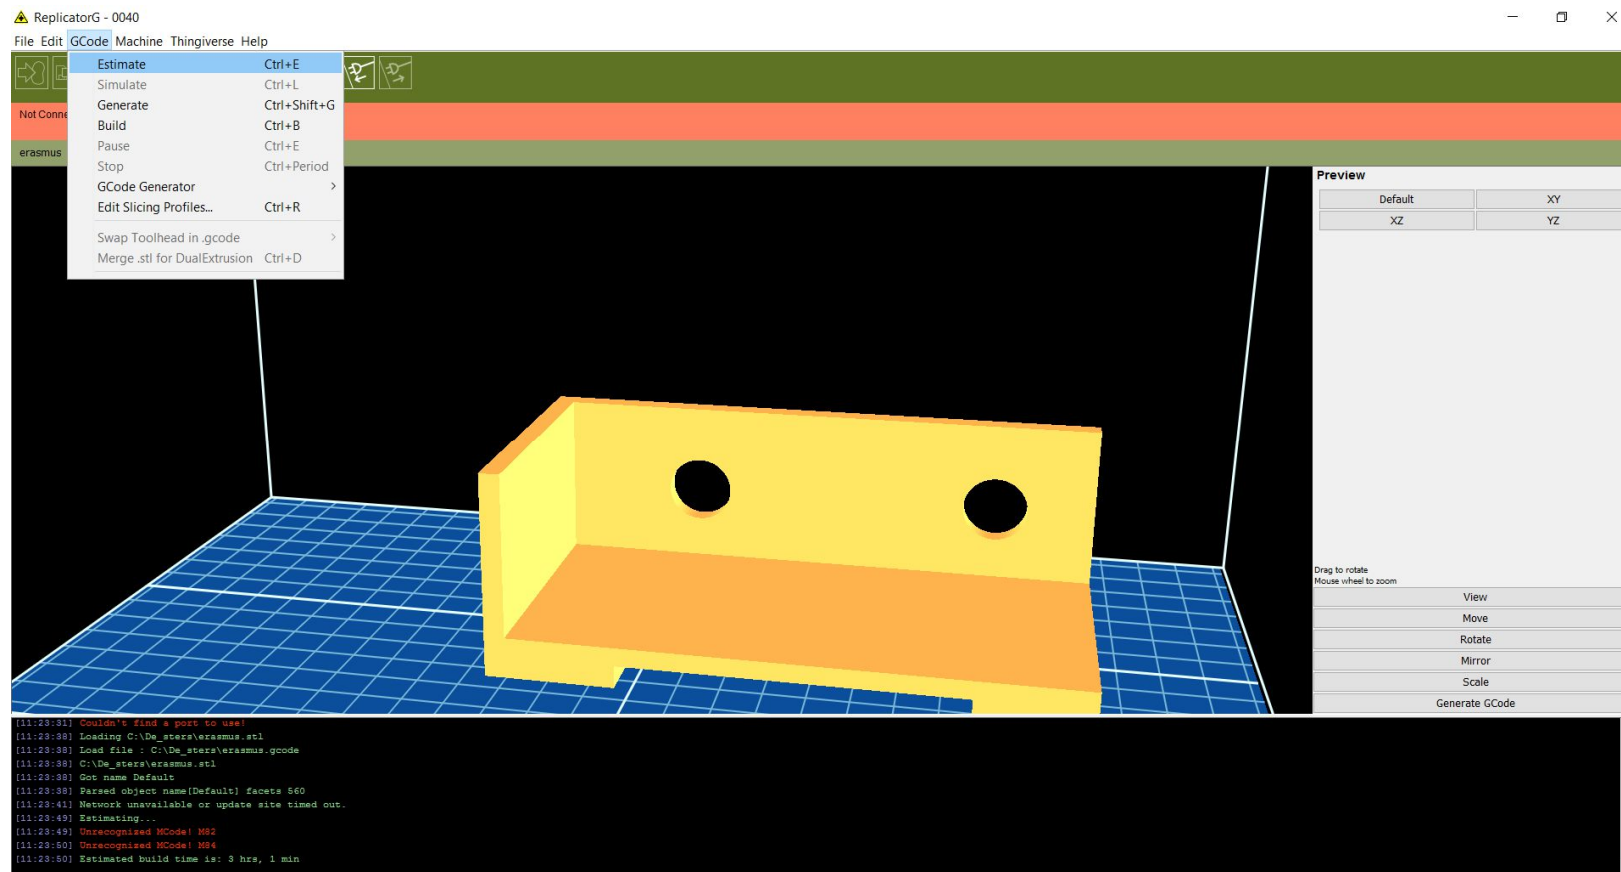 ReplicatorG - 0040
File Edit GCode Machine Thingiverse Help
Estimate Ctrl+E
Simulate Ctrl+L
Generate Ctrl+Shift+G
Not Conne
Build Ctrl+B
Pause Ctrl+E
erasmus
Stop Ctrl+Period
GCode Generator
Edit Slicing Profiles... Ctrl+R
Swap Toolhead in .gcode
Merge .stl for DualExtrusion Ctrl+D
Preview
Default XY
XZ YZ
Drag to rotate
Mouse wheel to zoom
View
Move
Rotate
Mirror
Scale
Generate GCode
[11:23:31] Couldn't find a port to use!
[11:23:38] Loading C:\De_sters\erasmus.stl
[11:23:38] Load file : C:\De_sters\erasmus.gcode
[11:23:38] C:\De_sters\erasmus.stl
[11:23:38] Got name Default
[11:23:38] Parsed object name[Default] facets 560
[11:23:41] Network unavailable or update site timed out.
[11:23:49] Estimating...
[11:23:49] Unrecognized MCode! M82
[11:23:50] Unrecognized MCode! M84
[11:23:50] Estimated build time is: 3 hrs, 1 min